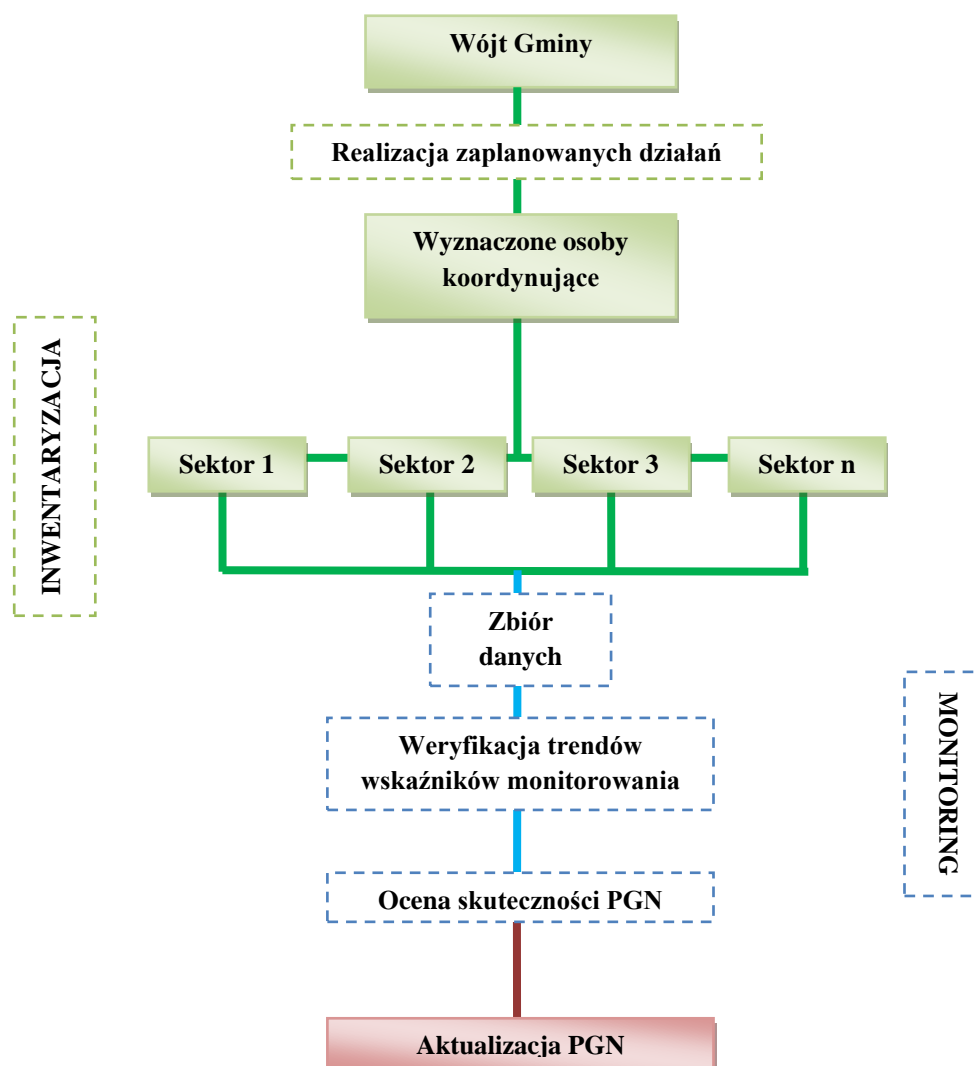 Wójt Gminy
Realizacja zaplanowanych działań
Wyznaczone osoby
koordynujące
INWENTARYZACJA
Sektor 1
Sektor 2
Sektor 3
Sektor n
Zbiór
danych
MONITORING
Weryfikacja trendów
wskaźników monitorowania
Ocena skuteczności PGN
Aktualizacja PGN